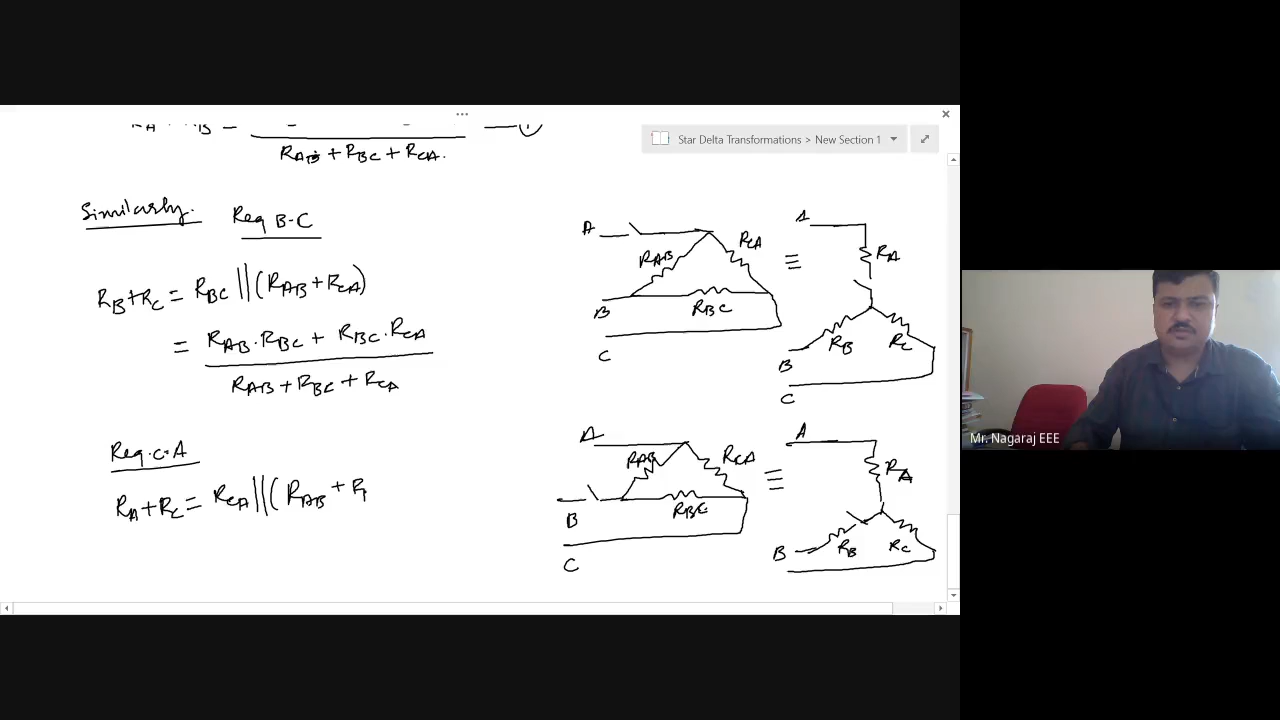 RAB + RBC + RCA.
Star Delta Transformations > New Section 1
Similarly. Req B-C
RB+RC = RBC || (RAB+RCA)
= RAB.RBC + RBC.RCA
RAB+RBC+RCA
Req.C-A
RA+RC = RCA || (RAB + R
A
RAB
RCA
RBC
B
C
≡
A
RA
RB
RC
B
C
A
RAB
RCA
RBC
B
C
≡
A
RA
RB
RC
B
Mr. Nagaraj EEE